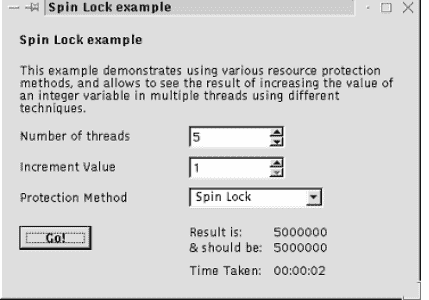 Spin Lock example
Spin Lock example
This example demonstrates using various resource protection
methods, and allows to see the result of increasing the value of
an integer variable in multiple threads using different
techniques.
Number of threads 5
Increment Value 1
Protection Method Spin Lock
Go! Result is: 5000000
& should be: 5000000
Time Taken: 00:00:02